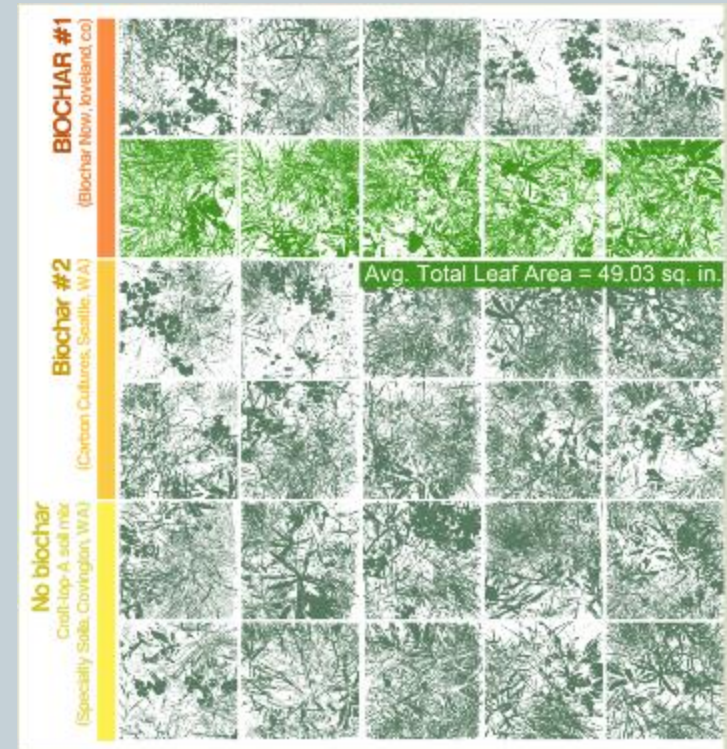 BIOCHAR #1
(Biochar Now, loveland, co)
Avg. Total Leaf Area = 49.03 sq. in.
Biochar #2
(Carbon Cultures, Seattle, WA)
No biochar
Croft-top-A soil mix
(Specialty Soils, Covington, WA)